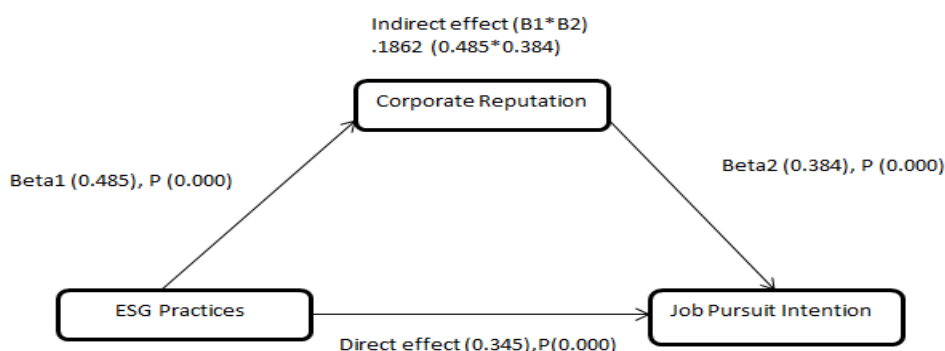 Indirect effect (B1*B2)
.1862 (0.485*0.384)
Corporate Reputation
Beta1 (0.485), P (0.000)
Beta2 (0.384), P (0.000)
ESG Practices
Job Pursuit Intention
Direct effect (0.345),P(0.000)